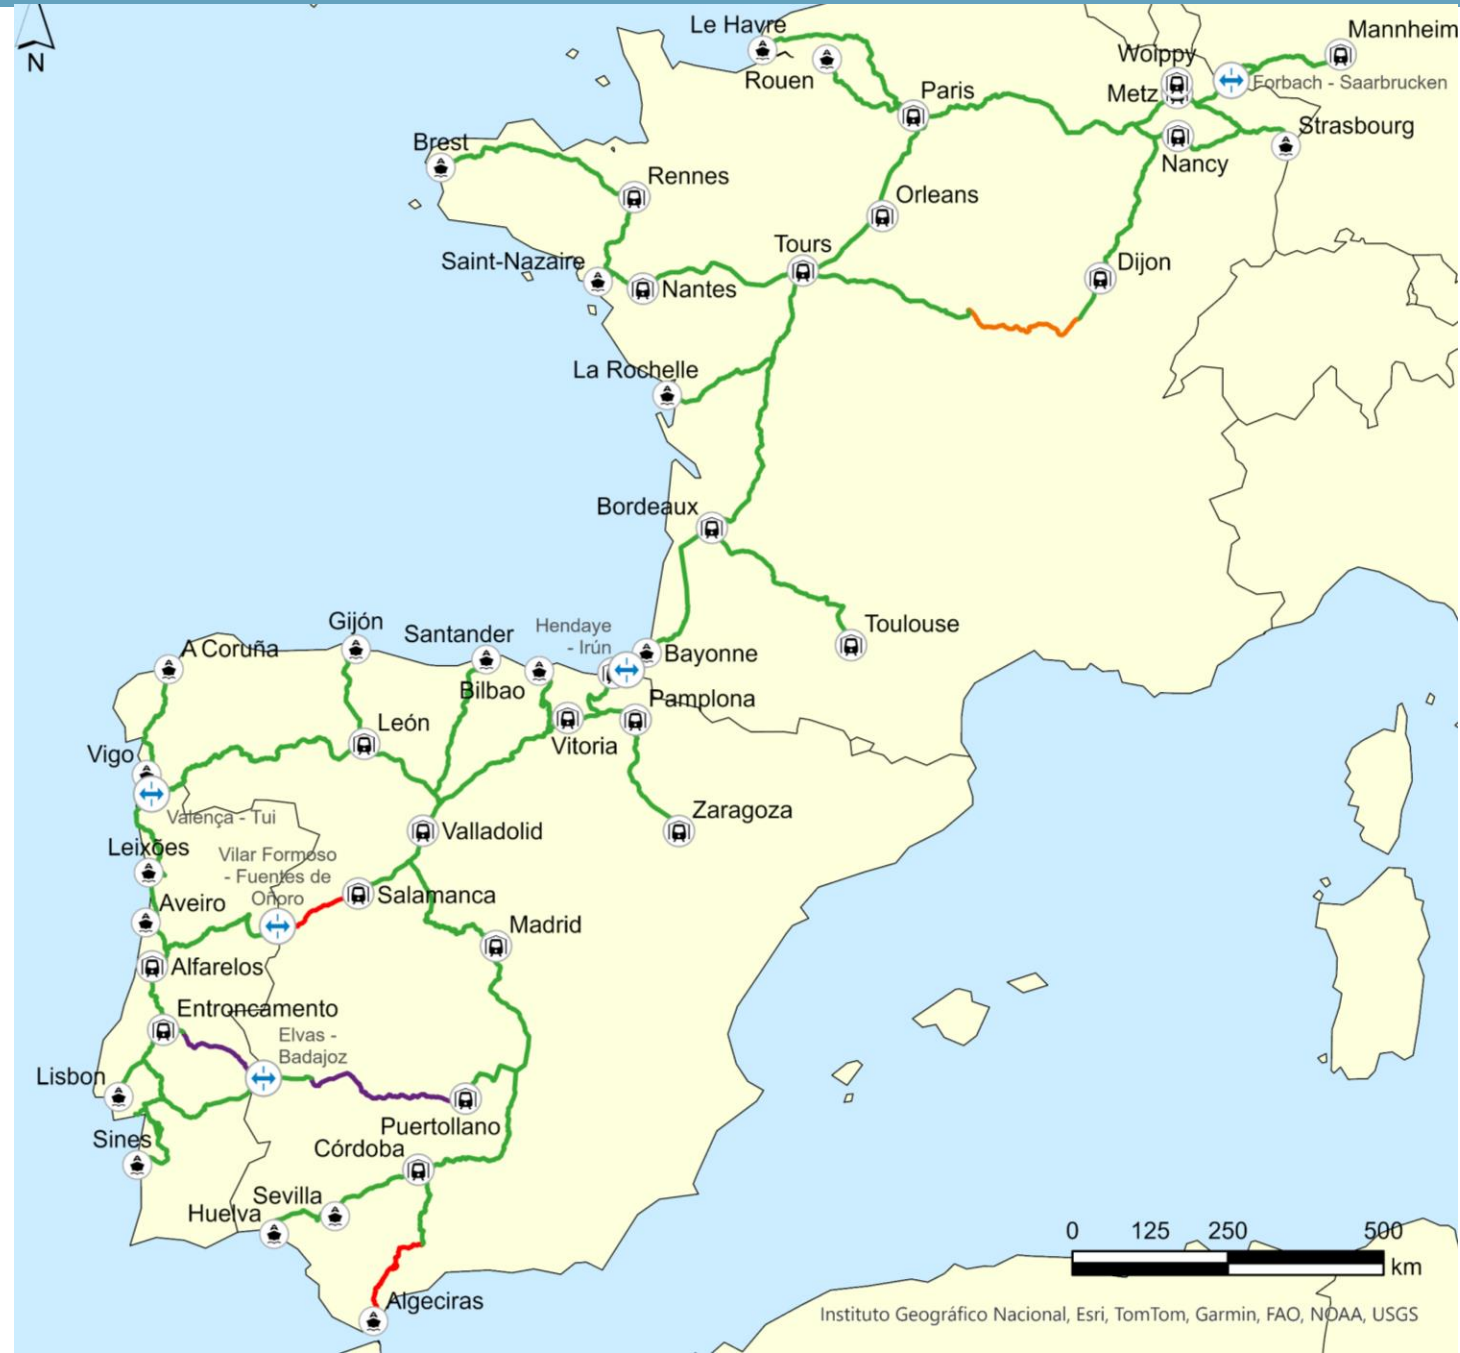 N
Le Havre
Rouen
Paris
Woippy
Metz
Mannheim
Forbach - Saarbrucken
Strasbourg
Nancy
Brest
Rennes
Orleans
Saint-Nazaire
Nantes
Tours
Dijon
La Rochelle
Bordeaux
Toulouse
Hendaye
- Irún
Bayonne
A Coruña
Gijón
Santander
Bilbao
Pamplona
León
Vitoria
Vigo
Valença - Tui
Zaragoza
Valladolid
Leixões
Vilar Formoso
- Fuentes de
Oñoro
Salamanca
Aveiro
Madrid
Alfarelos
Entroncamento
Elvas -
Badajoz
Lisbon
Puertollano
Sines
Córdoba
Sevilla
Huelva
Algeciras
0 125 250 500
km
Instituto Geográfico Nacional, Esri, TomTom, Garmin, FAO, NOAA, USGS